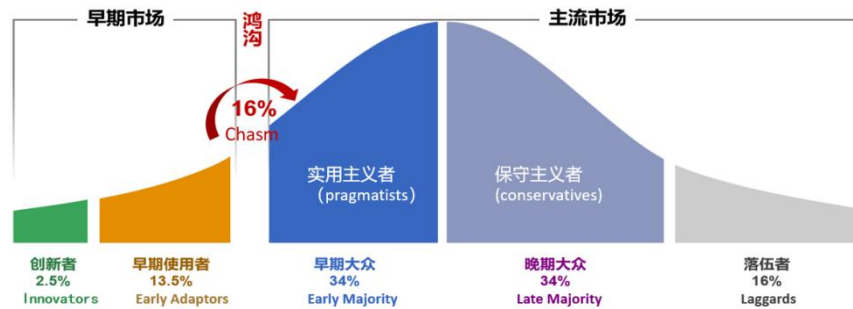 早期市场
鸿沟
主流市场
16%
Chasm
实用主义者
(pragmatists)
保守主义者
(conservatives)
创新者
2.5%
Innovators
早期使用者
13.5%
Early Adaptors
早期大众
34%
Early Majority
晚期大众
34%
Late Majority
落伍者
16%
Laggards